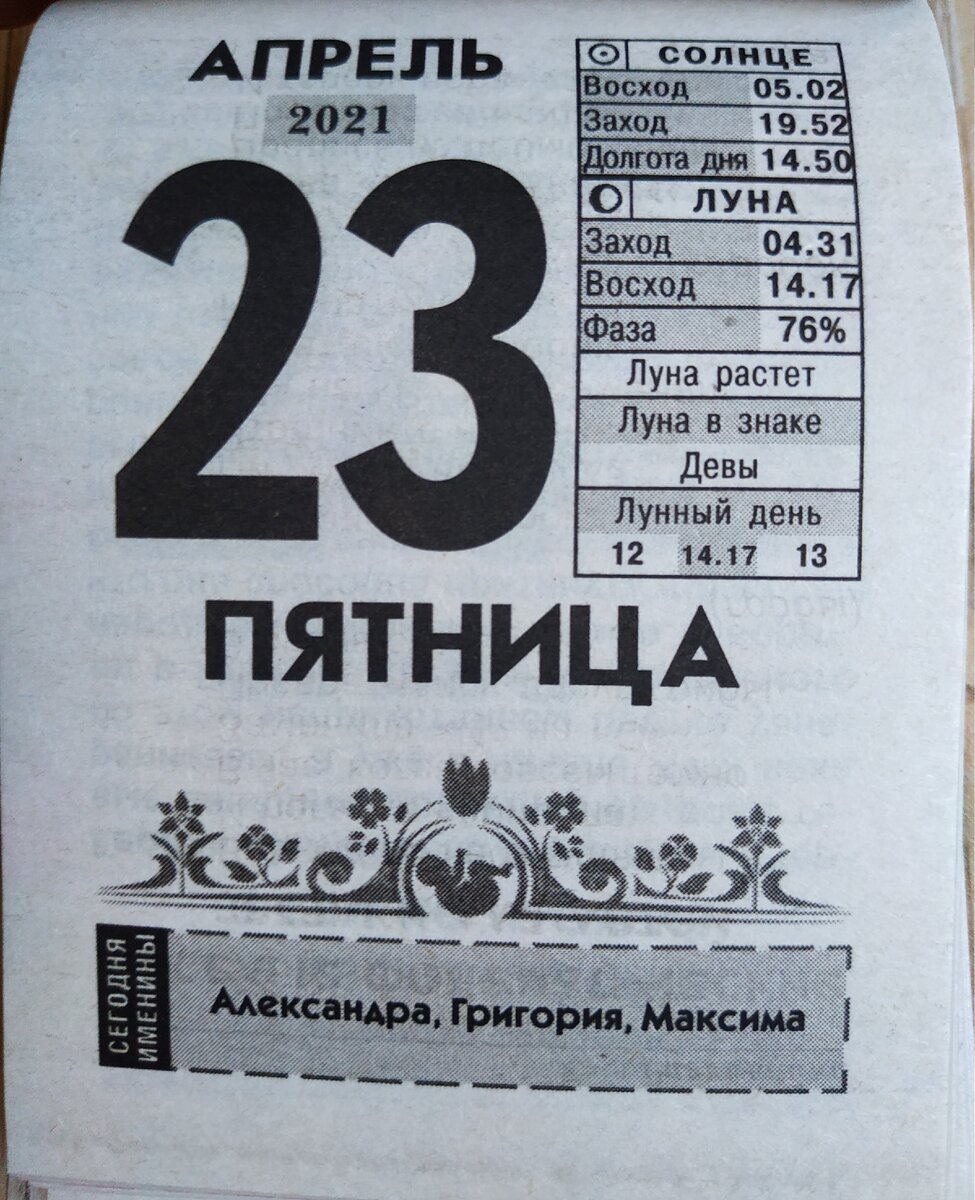 АПРЕЛЬ
2021
23
ПЯТНИЦА
СОЛНЦЕ
Восход 05.02
Заход 19.52
Долгота дня 14.50
ЛУНА
Заход 04.31
Восход 14.17
Фаза 76%
Луна растет
Луна в знаке
Девы
Лунный день
12 14.17 13
СЕГОДНЯ
ИМЕНИНЫ
Александра, Григория, Максима